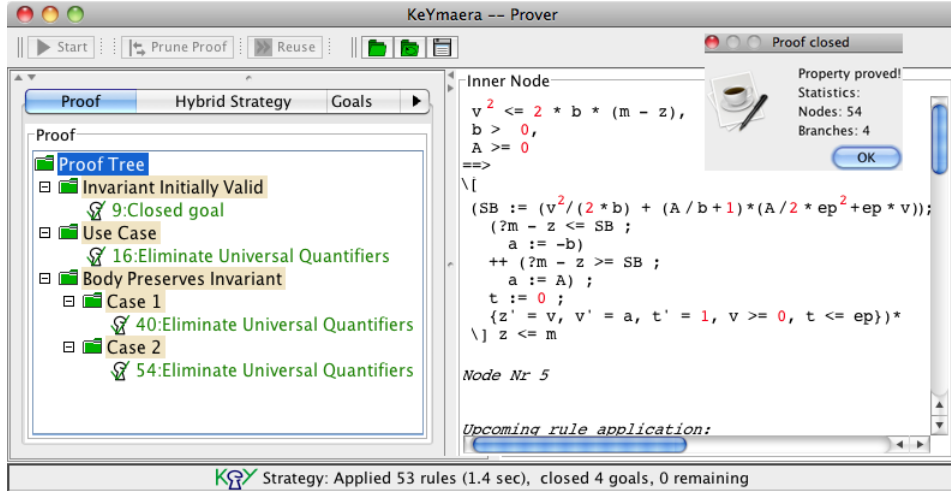 KeYmaera -- Prover
Start
Prune Proof
Reuse
Proof closed
Property proved!
Statistics:
Nodes: 54
Branches: 4
OK
Proof
Hybrid Strategy
Goals
Proof
Proof Tree
Invariant Initially Valid
9:Closed goal
Use Case
16:Eliminate Universal Quantifiers
Body Preserves Invariant
Case 1
40:Eliminate Universal Quantifiers
Case 2
54:Eliminate Universal Quantifiers
Inner Node
v² <= 2 * b * (m - z),
b > 0,
A >= 0
==>
\[
(SB := (v²/(2 * b) + (A / b + 1)*(A / 2 * ep² + ep * v));
(?m - z <= SB ;
a := -b)
++ (?m - z >= SB ;
a := A) ;
t := 0 ;
{z' = v, v' = a, t' = 1, v >= 0, t <= ep})*
\] z <= m
Node Nr 5
Upcoming rule application:
KeY Strategy: Applied 53 rules (1.4 sec), closed 4 goals, 0 remaining